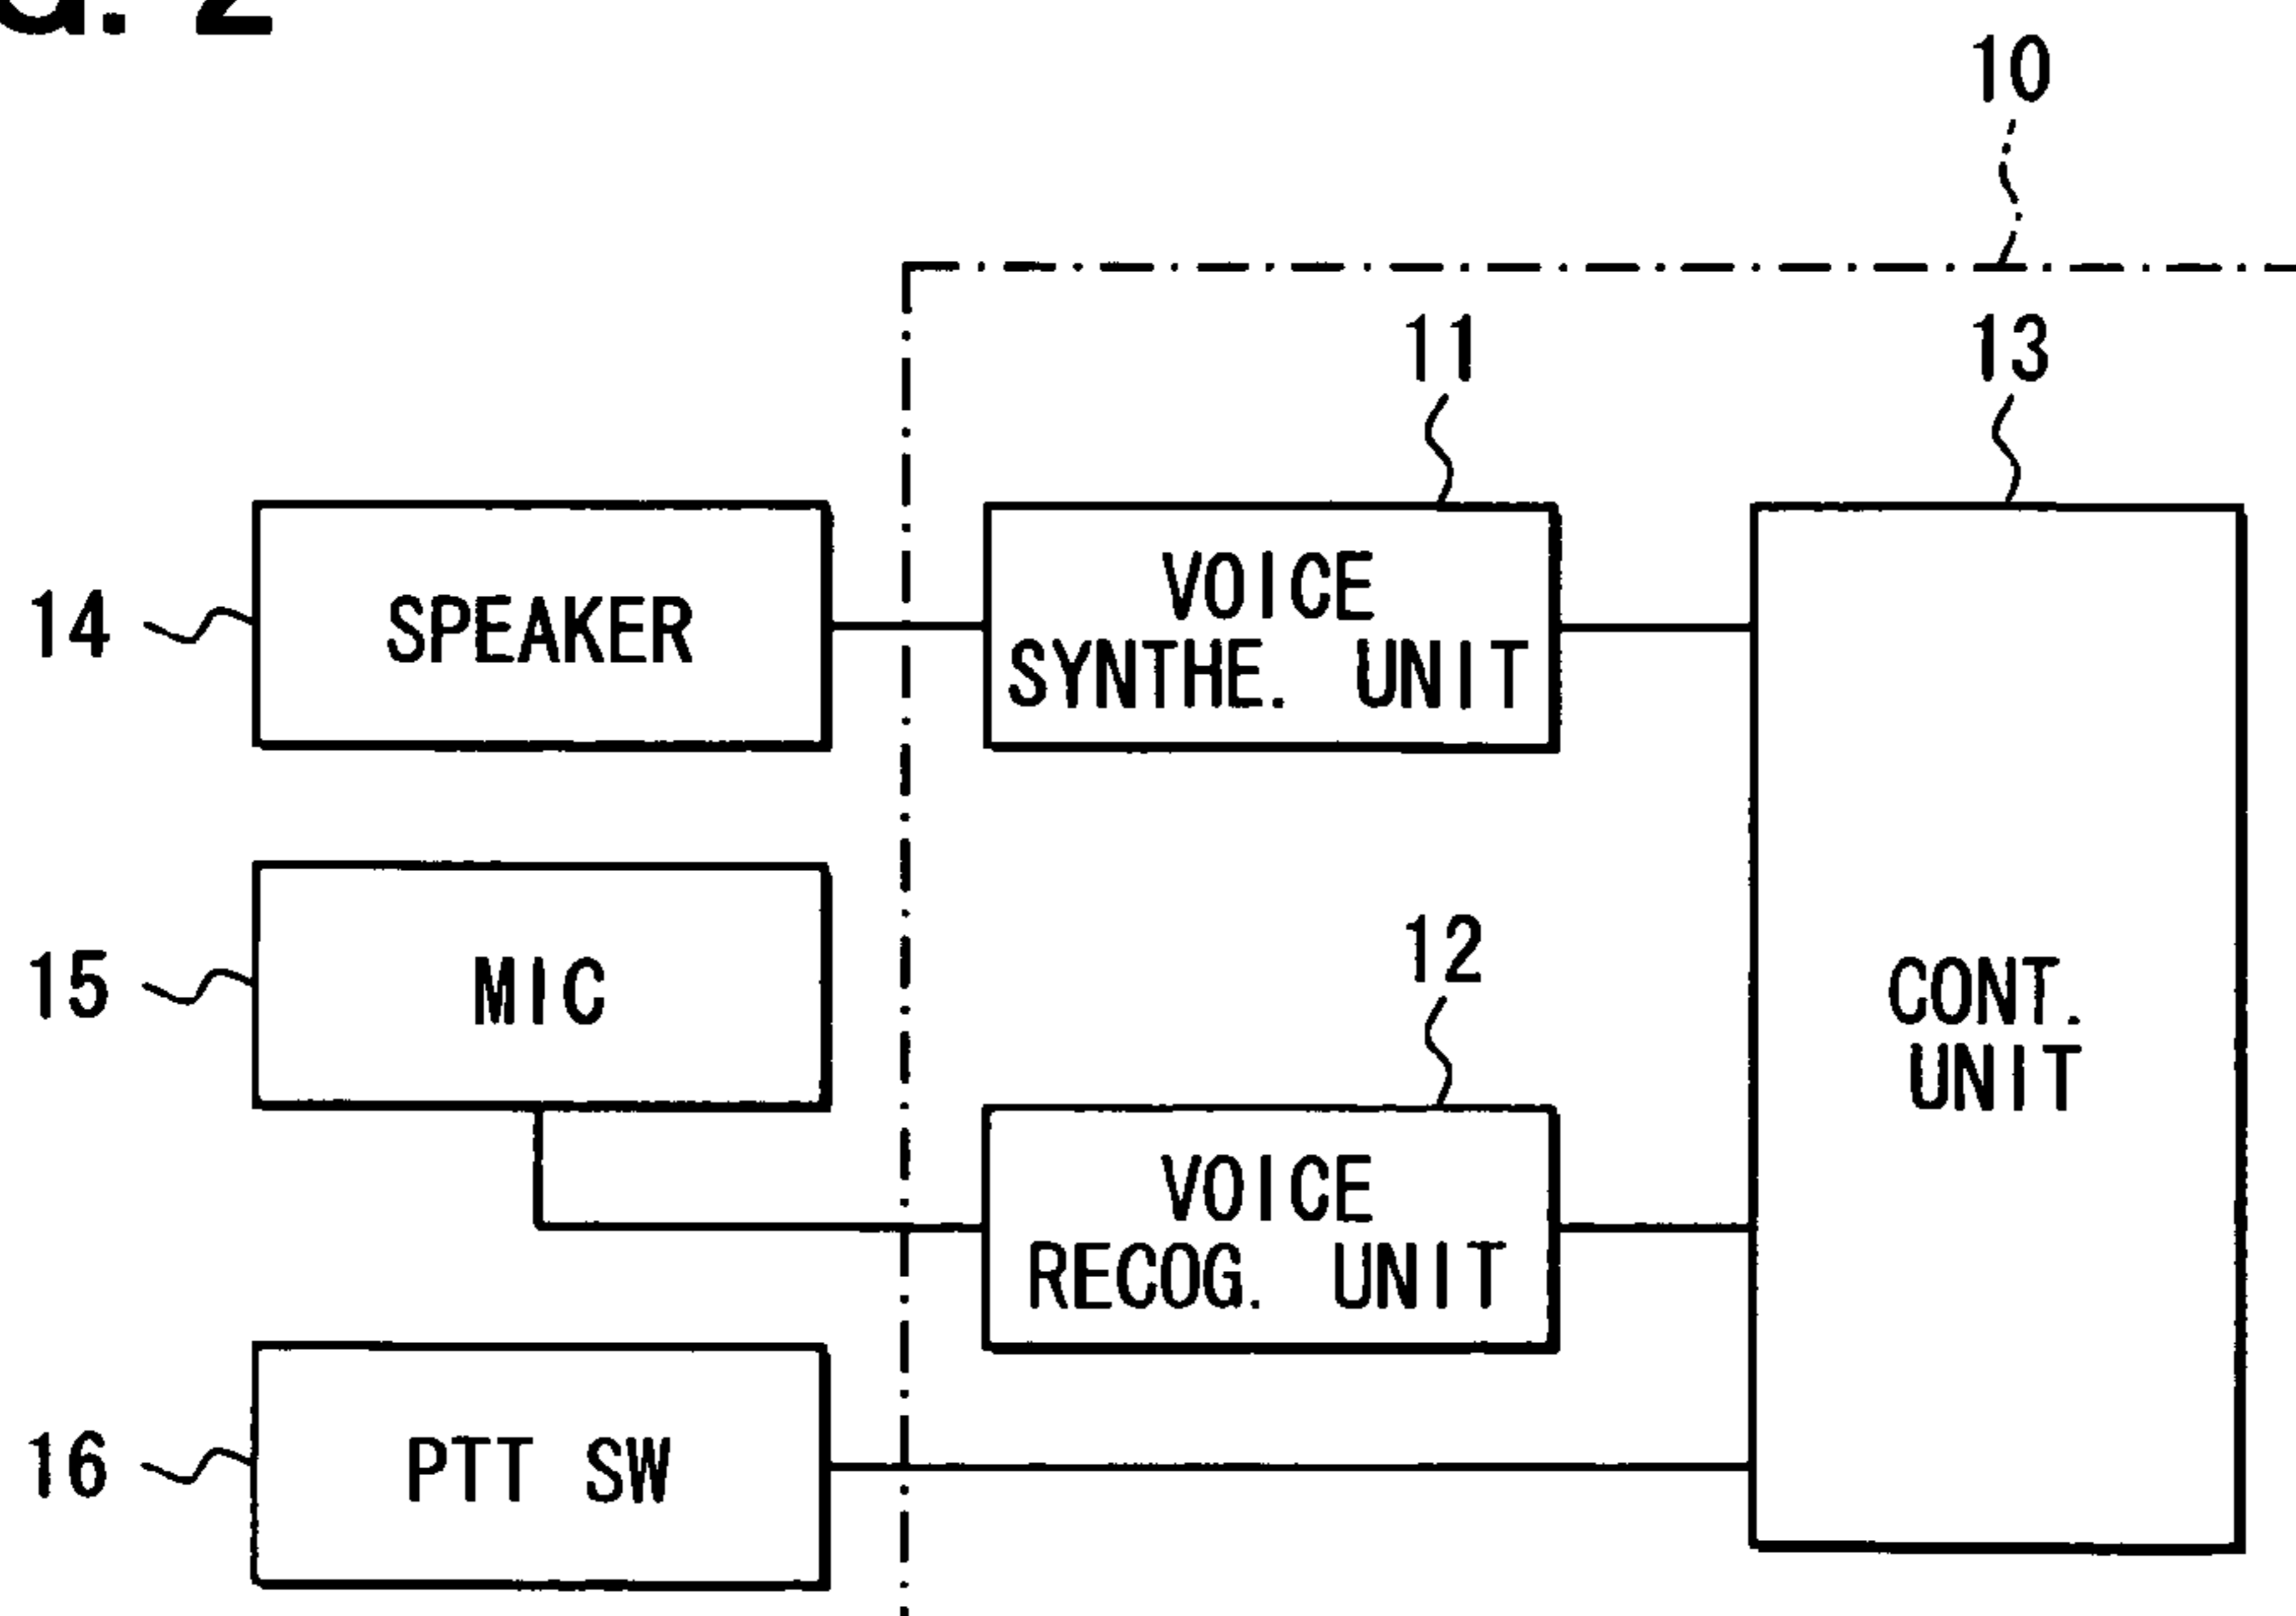 . 2
10
11
13
14
SPEAKER
VOICE
SYNTHE. UNIT
15
MIC
12
CONT.
UNIT
VOICE
RECOG. UNIT
16
PTT SW